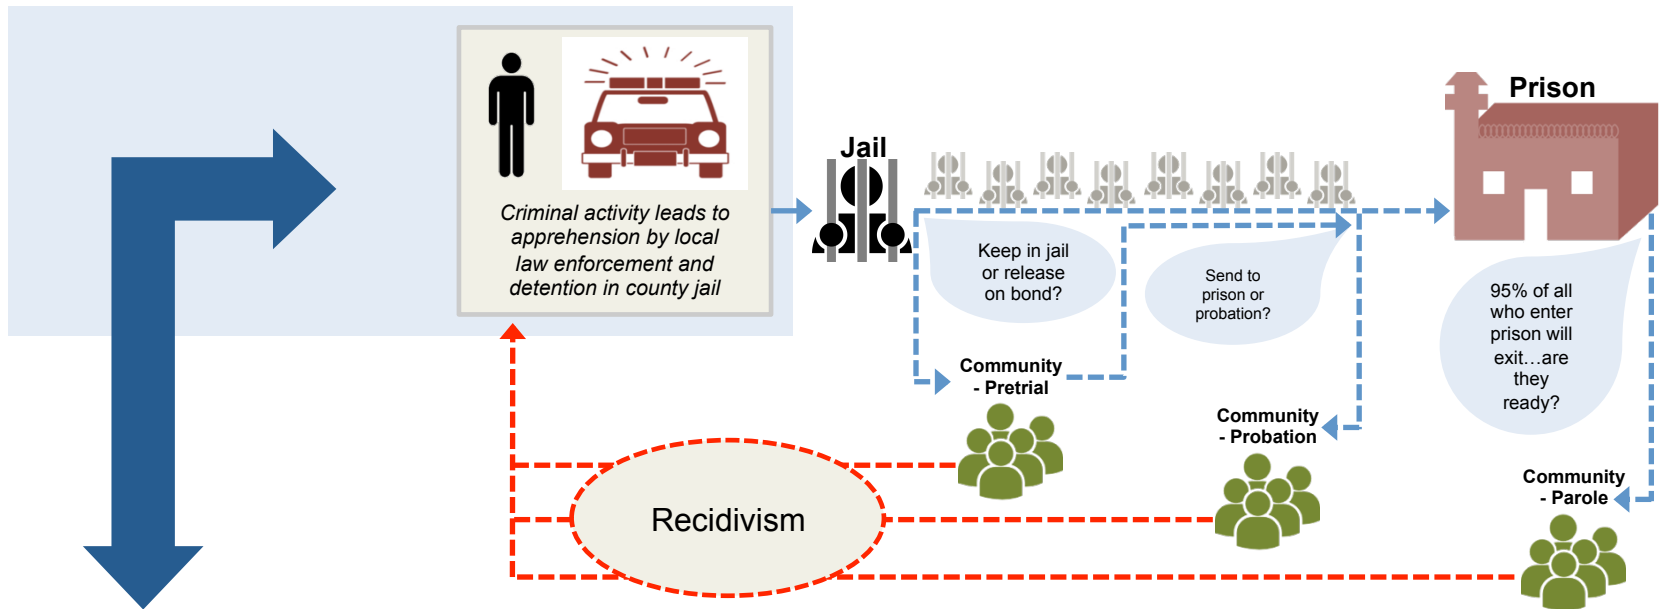 Criminal activity leads to
apprehension by local
law enforcement and
detention in county jail
Jail
Keep in jail
or release
on bond?
Send to
prison or
probation?
Prison
95% of all
who enter
prison will
exit…are
they
ready?
Community
- Pretrial
Community
- Probation
Community
- Parole
Recidivism